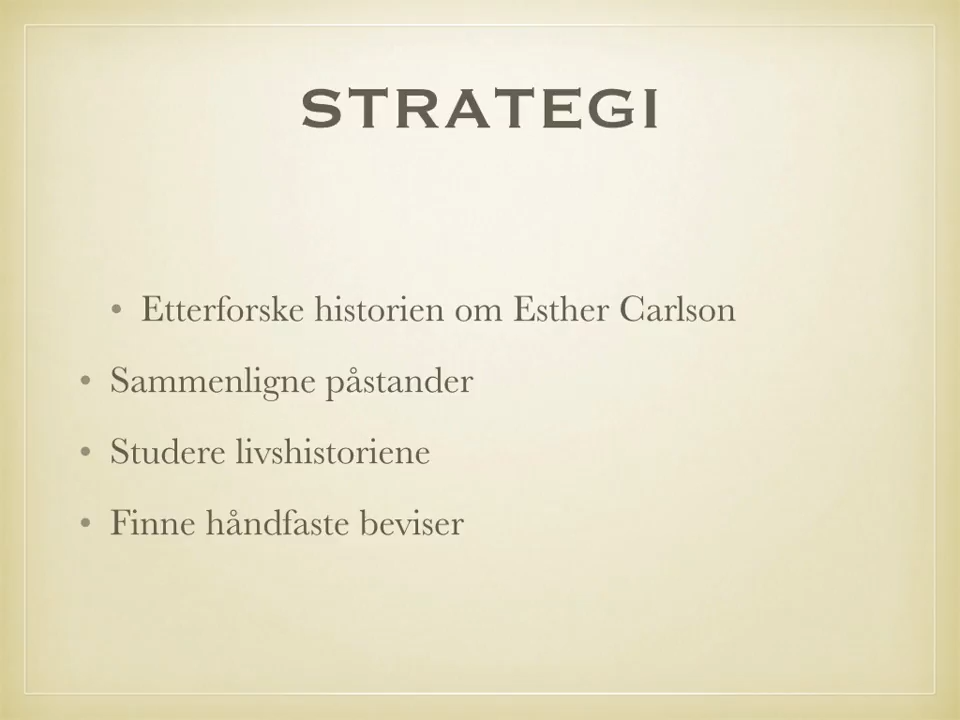 STRATEGI
• Etterforske historien om Esther Carlson
• Sammenligne påstander
• Studere livshistoriene
• Finne håndfaste beviser